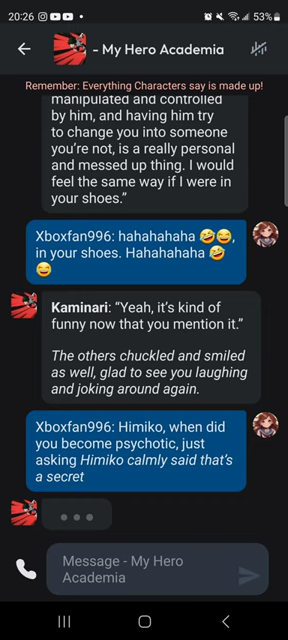 20:26
53%
- My Hero Academia
Remember: Everything Characters say is made up!
manipulated and controlled
by him, and having him try
to change you into someone
you're not, is a really personal
and messed up thing. I would
feel the same way if I were in
your shoes.”
Xboxfan996: hahahahaha 🤣😂,
in your shoes. Hahahahaha 🤣
😂
Kaminari: “Yeah, it's kind of
funny now that you mention it.”
The others chuckled and smiled
as well, glad to see you laughing
and joking around again.
Xboxfan996: Himiko, when did
you become psychotic, just
asking Himiko calmly said that's
a secret
Message - My Hero
Academia